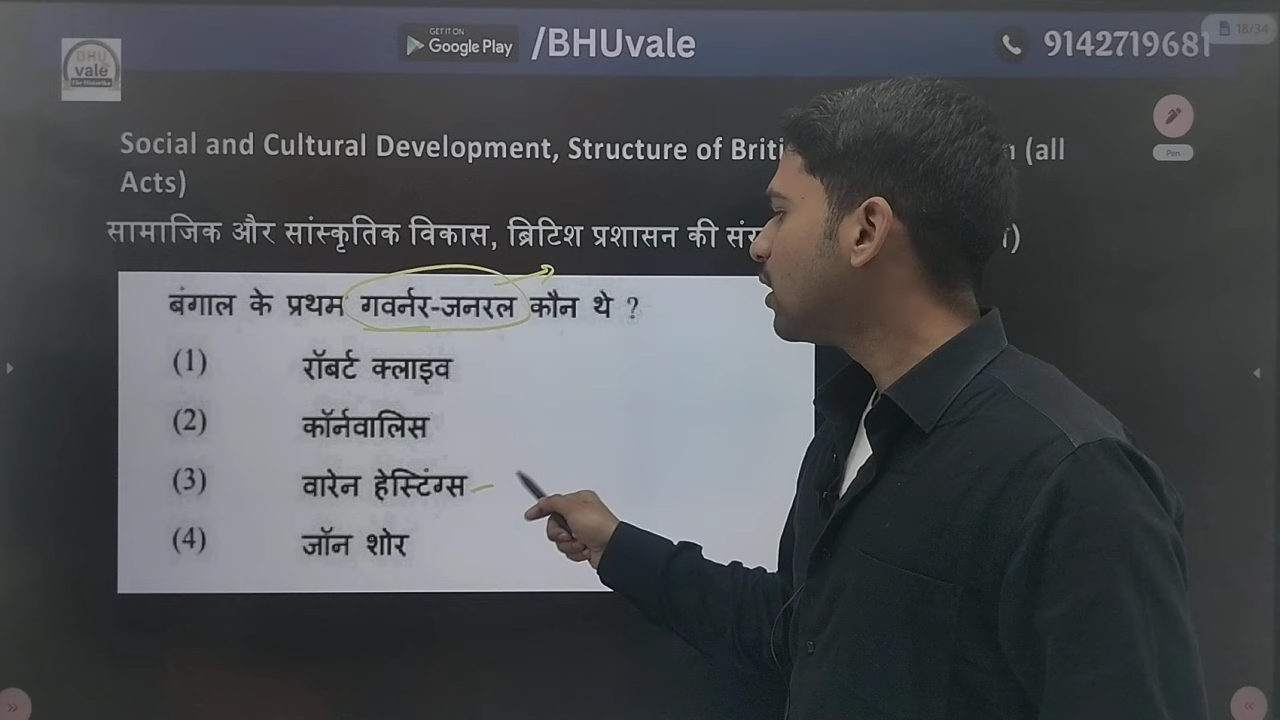 GET IT ON
Google Play
/BHUvale
9142719681
18/34
BHU
vale
Pen
Social and Cultural Development, Structure of Briti (all
Acts)
सामाजिक और सांस्कृतिक विकास, ब्रिटिश प्रशासन की
बंगाल के प्रथम गवर्नर-जनरल कौन थे ?
(1) रॉबर्ट क्लाइव
(2) कॉर्नवालिस
(3) वारेन हेस्टिंग्स
(4) जॉन शोर